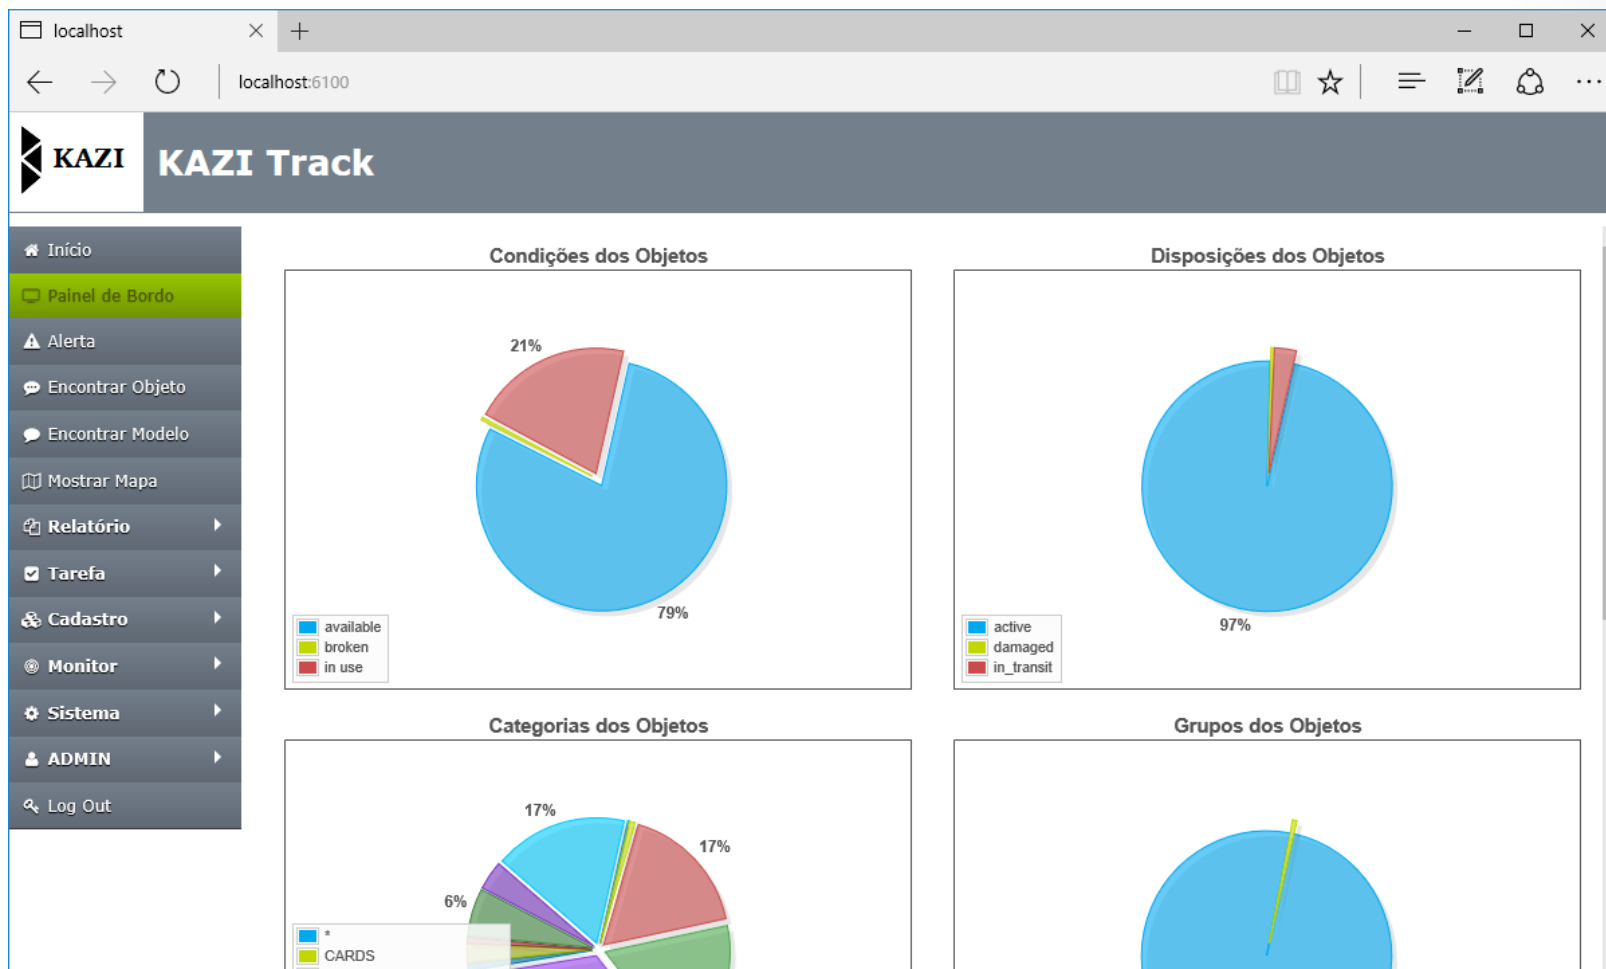 localhost
localhost:6100
KAZI
KAZI Track
Início
Painel de Bordo
Alerta
Encontrar Objeto
Encontrar Modelo
Mostrar Mapa
Relatório
Tarefa
Cadastro
Monitor
Sistema
ADMIN
Log Out
Condições dos Objetos
21%
79%
available
broken
in use
Disposições dos Objetos
97%
active
damaged
in_transit
Categorias dos Objetos
17%
17%
6%
*
CARDS
Grupos dos Objetos